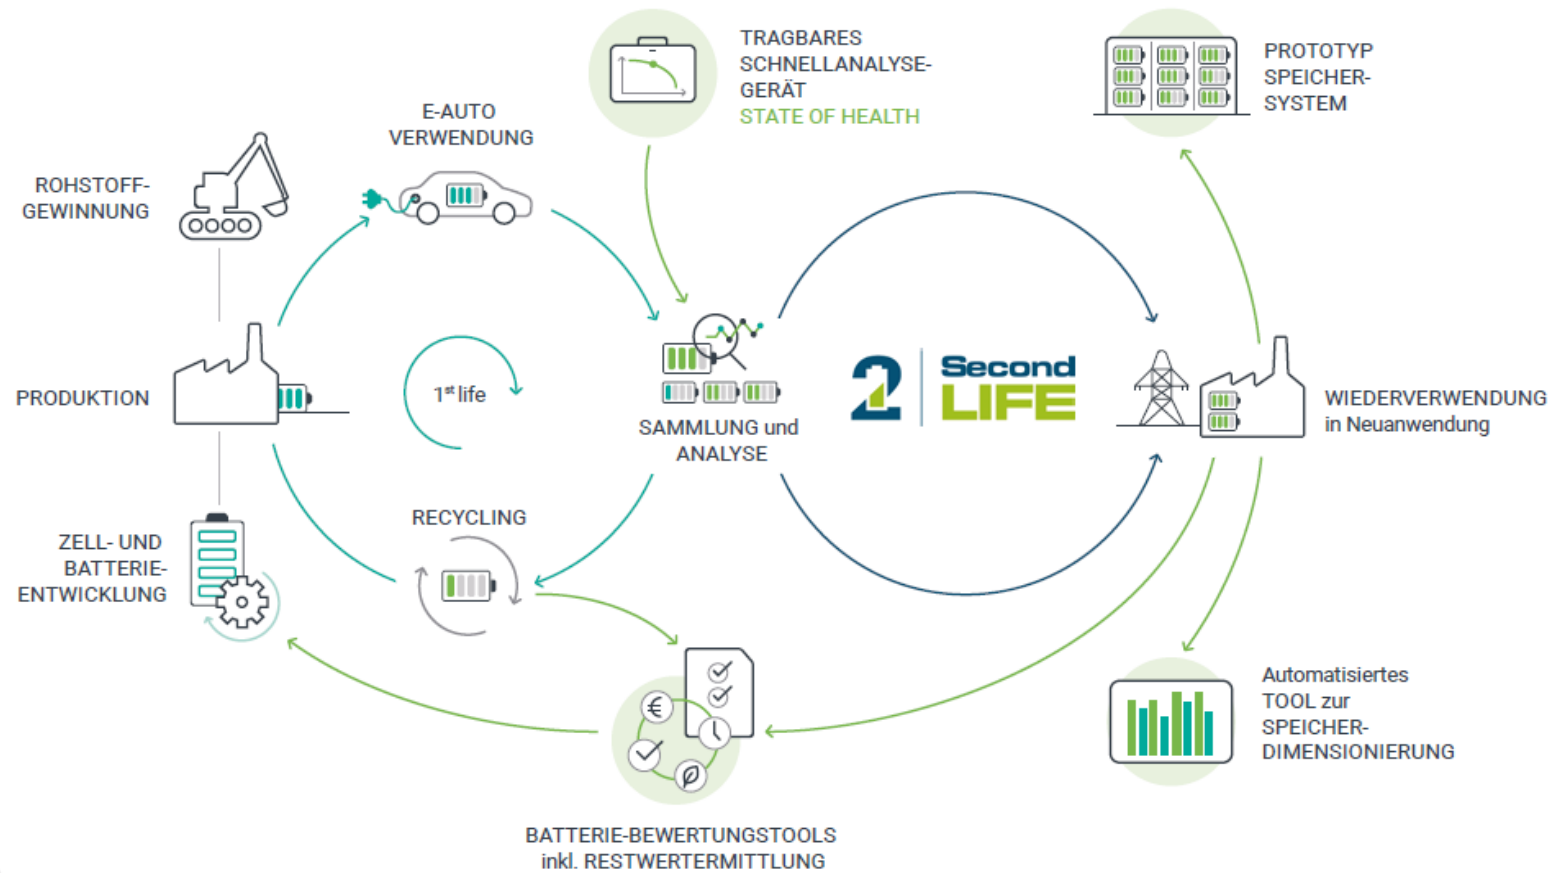 TRAGBARES
SCHNELLANALYSE-
GERÄT
STATE OF HEALTH
PROTOTYP
SPEICHER-
SYSTEM
E-AUTO
VERWENDUNG
ROHSTOFF-
GEWINNUNG
PRODUKTION
1st life
SAMMLUNG und
ANALYSE
2 Second
LIFE
WIEDERVERWENDUNG
in Neuanwendung
RECYCLING
ZELL- UND
BATTERIE-
ENTWICKLUNG
€
Automatisiertes
TOOL zur
SPEICHER-
DIMENSIONIERUNG
BATTERIE-BEWERTUNGSTOOLS
inkl. RESTWERTERMITTLUNG